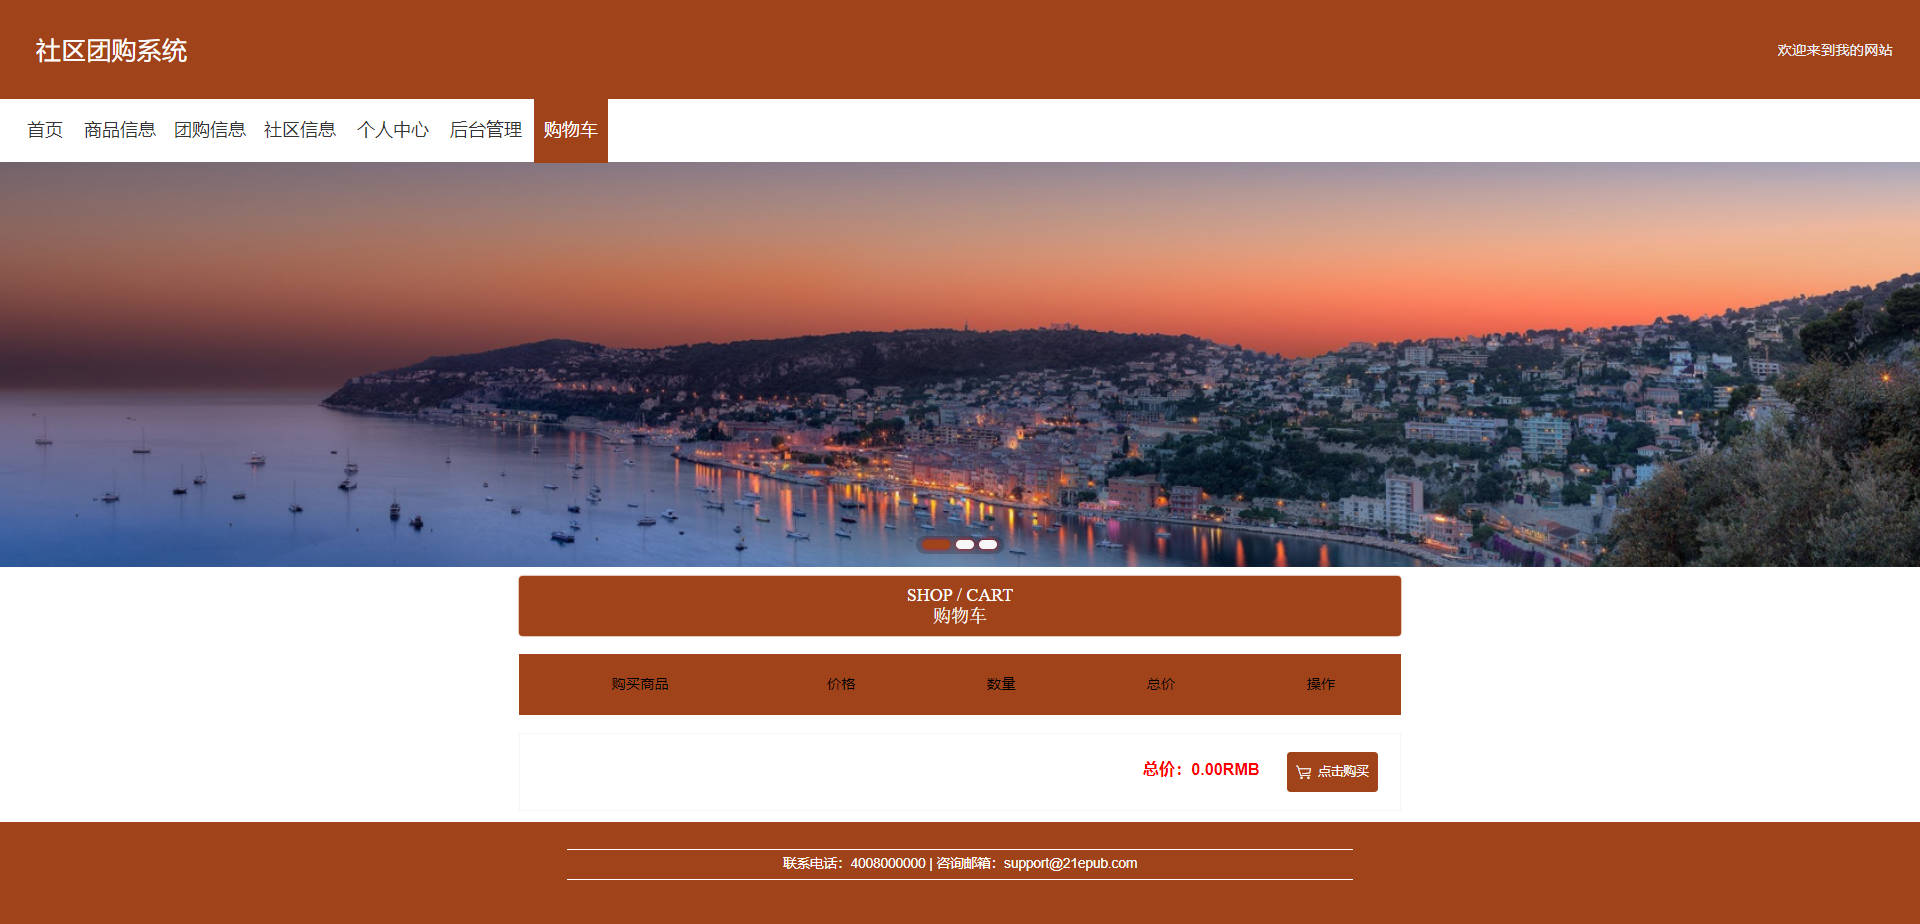 社区团购系统
欢迎来到我的网站
首页 商品信息 团购信息 社区信息 个人中心 后台管理 购物车
SHOP / CART
购物车
购买商品 价格 数量 总价 操作
总价：0.00RMB 点击购买
联系电话：4008000000 | 咨询邮箱：support@21epub.com